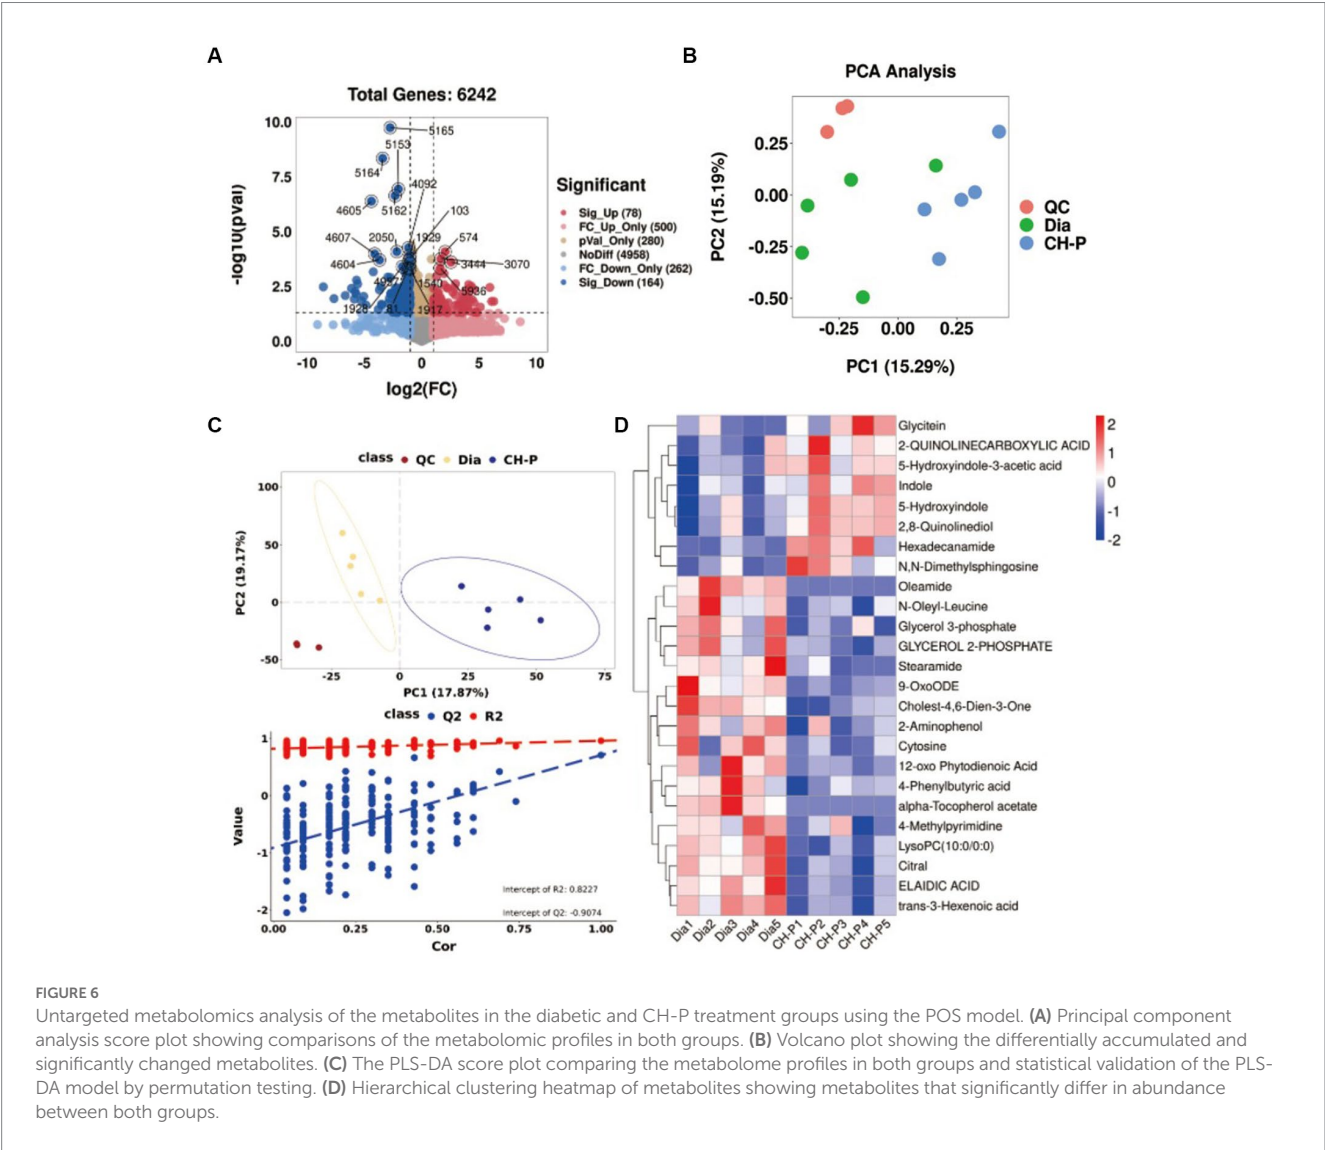 A
Total Genes: 6242
-log10(pVal)
10.0
7.5
5.0
2.5
0.0
5165
5153
5164
4092
4605
5162
103
4607
2050
1929
574
4604
3444
3070
4997
1540
5936
1928
81
1917
-10
-5
0
5
10
log2(FC)
Significant
Sig_Up (78)
FC_Up_Only (500)
pVal_Only (280)
NoDiff (4958)
FC_Down_Only (262)
Sig_Down (164)
B
PCA Analysis
PC2 (15.19%)
0.25
0.00
-0.25
-0.50
-0.25
0.00
0.25
PC1 (15.29%)
QC
Dia
CH-P
C
class QC Dia CH-P
PC2 (19.17%)
100
50
0
-50
-25
0
25
50
75
PC1 (17.87%)
class Q2 R2
Value
1
0
-1
-2
Intercept of R2: 0.8227
Intercept of Q2: -0.9074
0.00
0.25
0.50
0.75
1.00
Cor
D
Glycitein
2-QUINOLINECARBOXYLIC ACID
5-Hydroxyindole-3-acetic acid
Indole
5-Hydroxyindole
2,8-Quinolinediol
Hexadecanamide
N,N-Dimethylsphingosine
Oleamide
N-Oleyl-Leucine
Glycerol 3-phosphate
GLYCEROL 2-PHOSPHATE
Stearamide
9-OxoODE
Cholest-4,6-Dien-3-One
2-Aminophenol
Cytosine
12-oxo Phytodienoic Acid
4-Phenylbutyric acid
alpha-Tocopherol acetate
4-Methylpyrimidine
LysoPC(10:0/0:0)
Citral
ELAIDIC ACID
trans-3-Hexenoic acid
Dia1
Dia2
Dia3
Dia4
Dia5
CH-P1
CH-P2
CH-P3
CH-P4
CH-P5
2
1
0
-1
-2
FIGURE 6
Untargeted metabolomics analysis of the metabolites in the diabetic and CH-P treatment groups using the POS model. (A) Principal component
analysis score plot showing comparisons of the metabolomic profiles in both groups. (B) Volcano plot showing the differentially accumulated and
significantly changed metabolites. (C) The PLS-DA score plot comparing the metabolome profiles in both groups and statistical validation of the PLS-
DA model by permutation testing. (D) Hierarchical clustering heatmap of metabolites showing metabolites that significantly differ in abundance
between both groups.